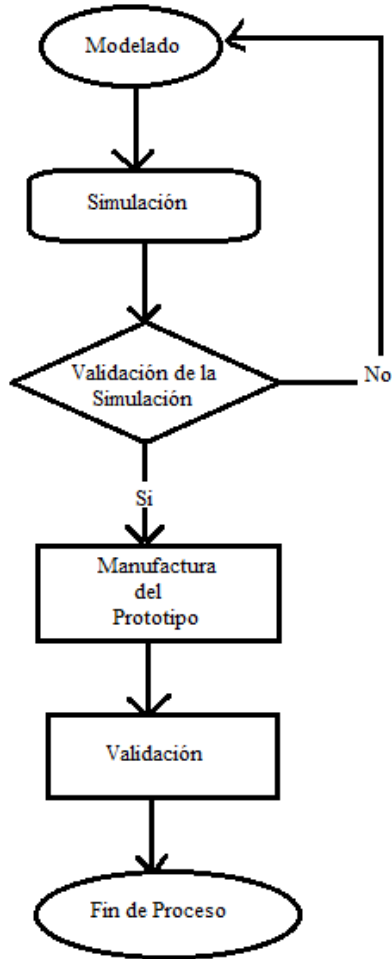 Modelado
Simulación
Validación de la
Simulación
No
Si
Manufactura
del
Prototipo
Validación
Fin de Proceso